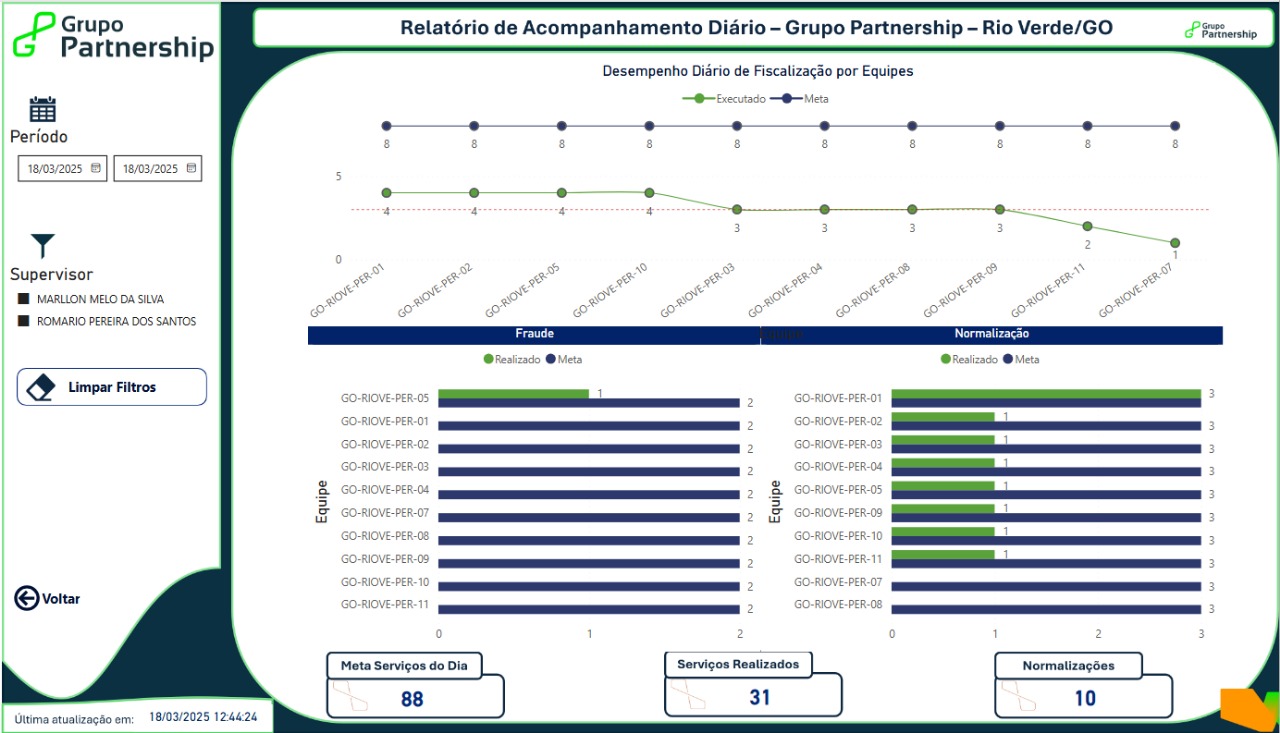 Grupo
Partnership
Relatório de Acompanhamento Diário – Grupo Partnership – Rio Verde/GO
Grupo
Partnership
Período
18/03/2025 18/03/2025
Supervisor
MARLLON MELO DA SILVA
ROMARIO PEREIRA DOS SANTOS
Limpar Filtros
Voltar
Última atualização em: 18/03/2025 12:44:24
Desempenho Diário de Fiscalização por Equipes
Executado Meta
8 8 8 8 8 8 8 8 8 8
5
4 4 4 4 3 3 3 3 2 1
0
GO-RIOVE-PER-01 GO-RIOVE-PER-02 GO-RIOVE-PER-05 GO-RIOVE-PER-10 GO-RIOVE-PER-03 GO-RIOVE-PER-04 GO-RIOVE-PER-08 GO-RIOVE-PER-09 GO-RIOVE-PER-11 GO-RIOVE-PER-07
Fraude
Realizado Meta
Equipe
GO-RIOVE-PER-05 1 2
GO-RIOVE-PER-01 2
GO-RIOVE-PER-02 2
GO-RIOVE-PER-03 2
GO-RIOVE-PER-04 2
GO-RIOVE-PER-07 2
GO-RIOVE-PER-08 2
GO-RIOVE-PER-09 2
GO-RIOVE-PER-10 2
GO-RIOVE-PER-11 2
0 1 2
Normalização
Realizado Meta
Equipe
GO-RIOVE-PER-01 3 3
GO-RIOVE-PER-02 1 3
GO-RIOVE-PER-03 1 3
GO-RIOVE-PER-04 1 3
GO-RIOVE-PER-05 1 3
GO-RIOVE-PER-09 1 3
GO-RIOVE-PER-10 1 3
GO-RIOVE-PER-11 1 3
GO-RIOVE-PER-07 3
GO-RIOVE-PER-08 3
0 1 2 3
Meta Serviços do Dia
88
Serviços Realizados
31
Normalizações
10